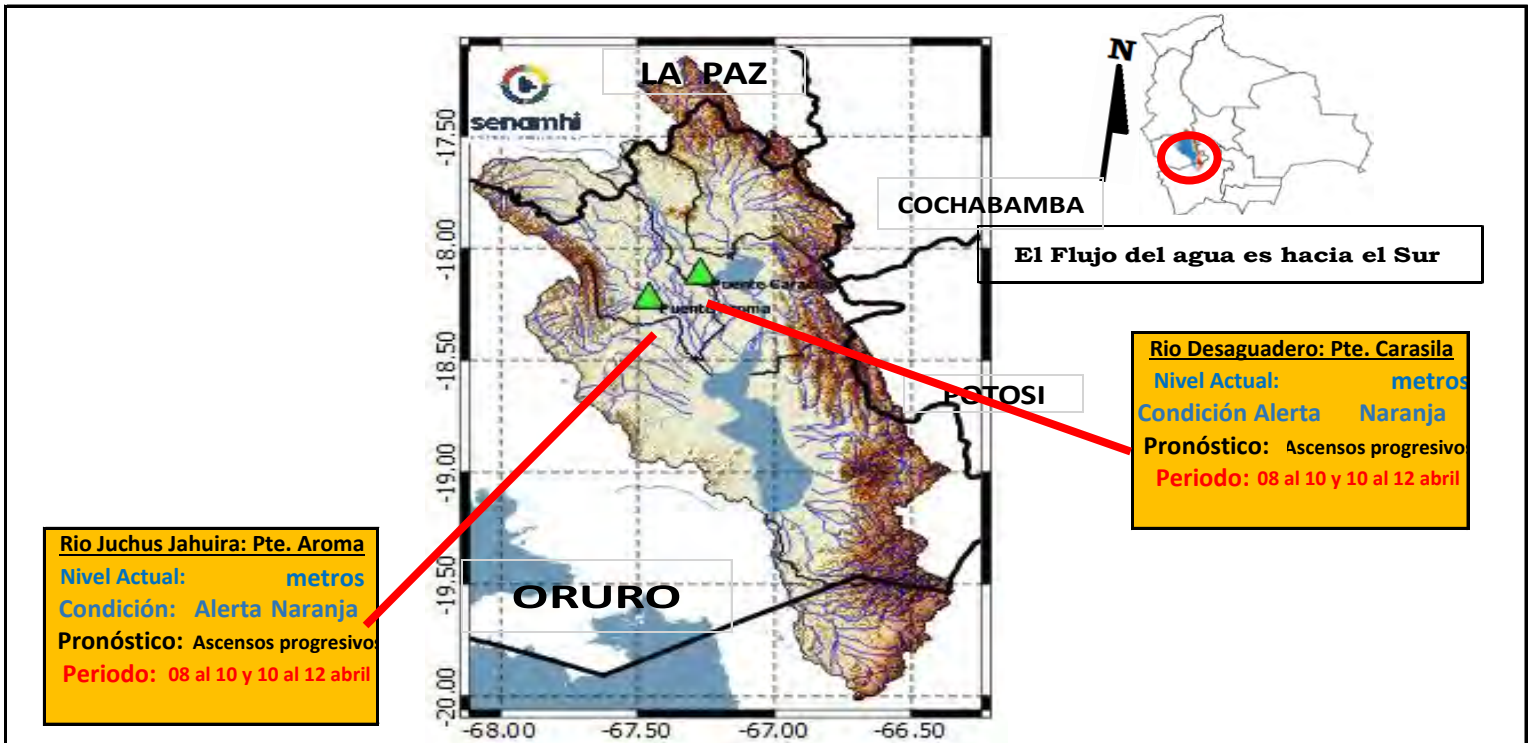 LA PAZ
senamhi
N
COCHABAMBA
El Flujo del agua es hacia el Sur
POTOSI
ORURO
Puente Aroma
Rio Desaguadero: Pte. Carasila
Nivel Actual: metros
Condición Alerta Naranja
Pronóstico: Ascensos progresivos
Periodo: 08 al 10 y 10 al 12 abril
Rio Juchus Jahuira: Pte. Aroma
Nivel Actual: metros
Condición: Alerta Naranja
Pronóstico: Ascensos progresivos
Periodo: 08 al 10 y 10 al 12 abril
-17.50
-18.00
-18.50
-19.00
-19.50
-20.00
-68.00 -67.50 -67.00 -66.50